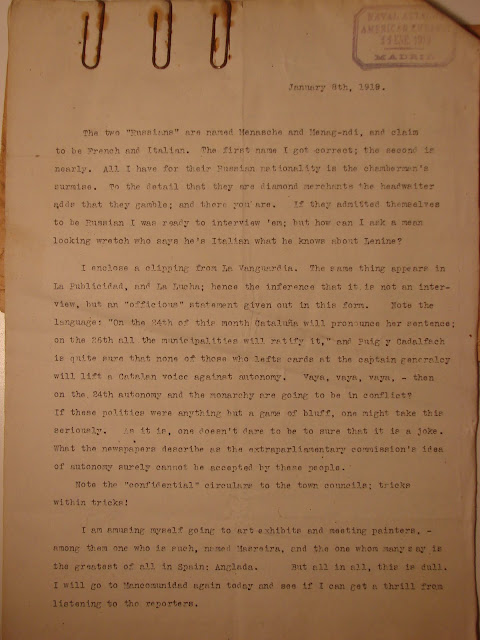 NAVAL ATTACHE
AMERICAN EMBASSY
MADRID
January 8th, 1919.
The two "Russians" are named Menasche and Menag-ndi, and claim
to be French and Italian. The first name I got correct; the second is
nearly. All I have for their Russian nationality is the chamberman's
surmise. To the detail that they are diamond merchants the headwaiter
adds that they gamble; and there you are. If they admitted themselves
to be Russian I was ready to interview 'em; but how can I ask a mean
looking wretch who says he's Italian what he knows about Lenine?
I enclose a clipping from La Vanguardia. The same thing appears in
La Publicidad, and La Lucha; hence the inference that it is not an inter-
view, but an "officious" statement given out in this form. Note the
language: "On the 24th of this month Cataluña will pronounce her sentence;
on the 26th all the municipalities will ratify it," and Puig y Cadalfach
is quite sure that none of those who lefts cards at the captain generalcy
will lift a Catalan voice against autonomy. Vaya, vaya, vaya, - then
on the 24th autonomy and the monarchy are going to be in conflict?
If these politics were anything but a game of bluff, one might take this
seriously. As it is, one doesn't dare to be to sure that it is a joke.
What the newspapers describe as the extraparliamentary commission's idea
of autonomy surely cannot be accepted by these people.
Note the "confidential" circulars to the town councils; tricks
within tricks!
I am amusing myself going to art exhibits and meeting painters, -
among them one who is such, named Masreira, and the one whom many say is
the greatest of all in Spain: Anglada. But all in all, this is dull.
I will go to Mancomunidad again today and see if I can get a thrill from
listening to the reporters.